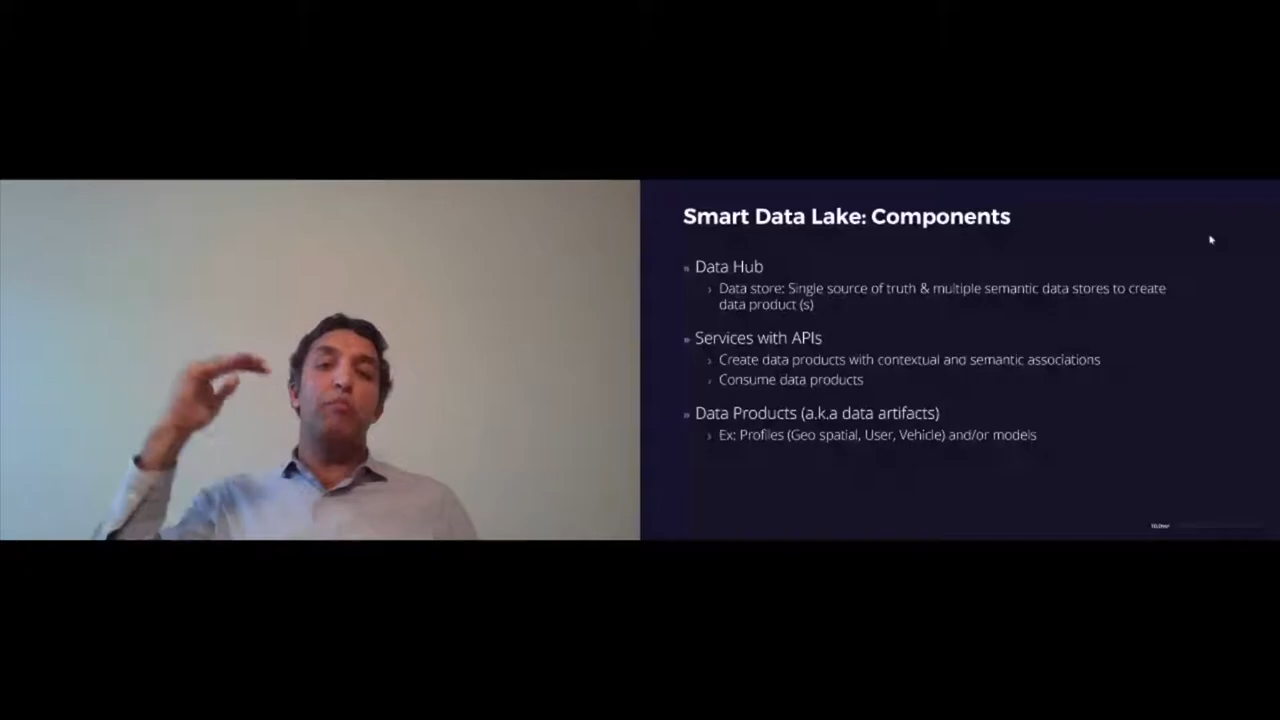 Smart Data Lake: Components
» Data Hub
› Data store: Single source of truth & multiple semantic data stores to create
data product (s)
» Services with APIs
› Create data products with contextual and semantic associations
› Consume data products
» Data Products (a.k.a data artifacts)
› Ex: Profiles (Geo spatial, User, Vehicle) and/or models